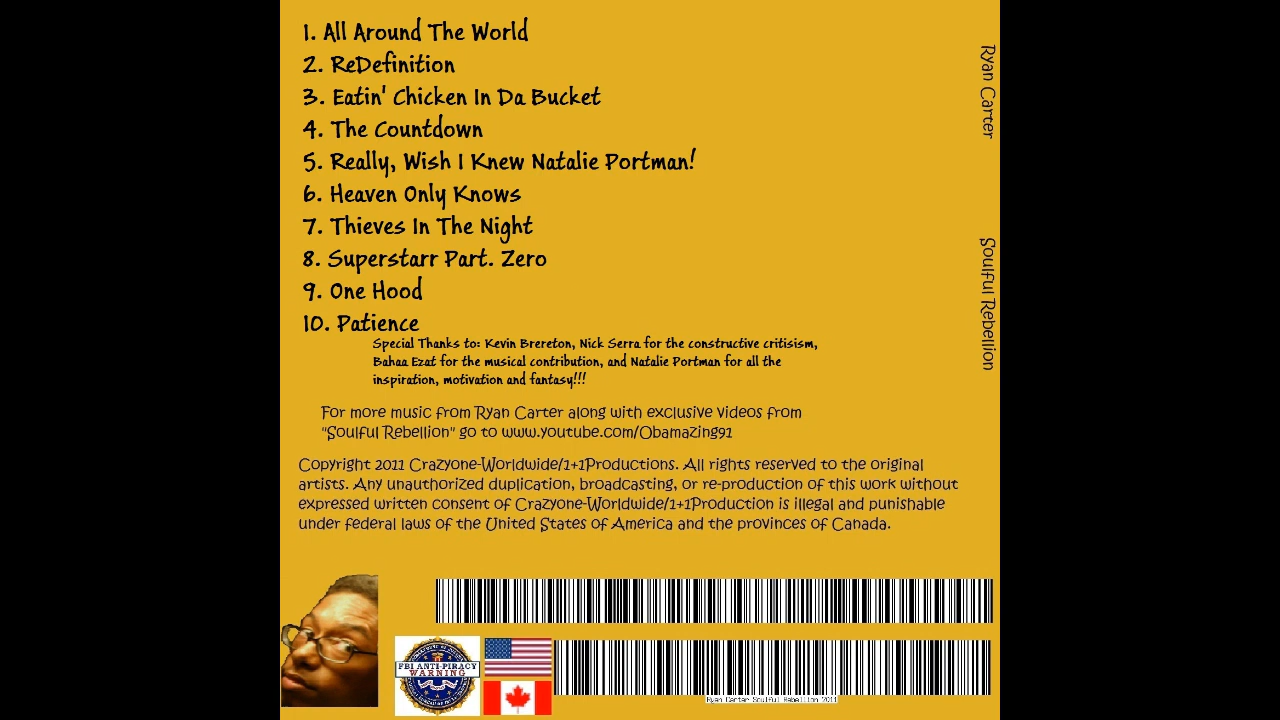 1. All Around The World
2. ReDefinition
3. Eatin' Chicken In Da Bucket
4. The Countdown
5. Really, Wish I Knew Natalie Portman!
6. Heaven Only Knows
7. Thieves In The Night
8. Superstarr Part. Zero
9. One Hood
10. Patience
Special Thanks to: Kevin Brereton, Nick Serra for the constructive critisism,
Bahaa Ezat for the musical contribution, and Natalie Portman for all the
inspiration, motivation and fantasy!!!
For more music from Ryan Carter along with exclusive videos from
"Soulful Rebellion" go to www.youtube.com/Obamazing91
Copyright 2011 Crazyone-Worldwide/1+1Productions. All rights reserved to the original
artists. Any unauthorized duplication, broadcasting, or re-production of this work without
expressed written consent of Crazyone-Worldwide/1+1Production is illegal and punishable
under federal laws of the United States of America and the provinces of Canada.
Ryan Carter
Soulful Rebellion
FBI ANTI-PIRACY
WARNING
Ryan Carter Soulful Rebellion 2011